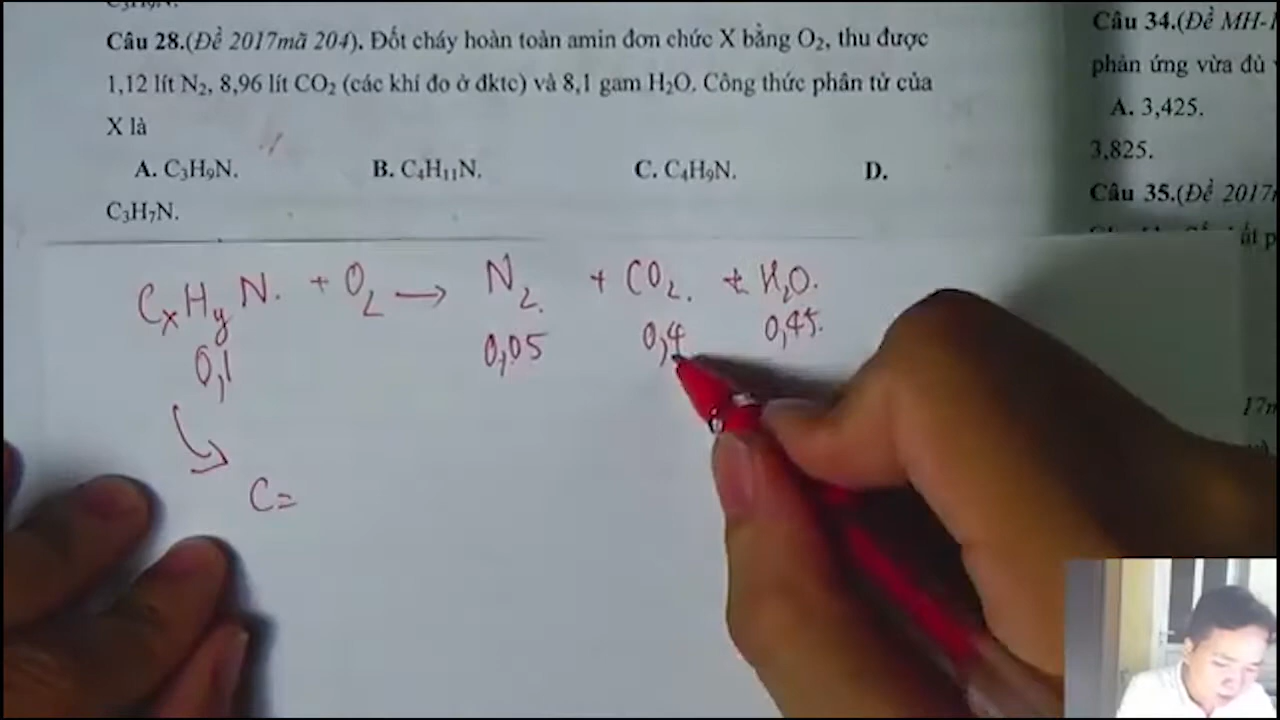 Câu 28.(Đề 2017mã 204). Đốt cháy hoàn toàn amin đơn chức X bằng O₂, thu được
1,12 lít N₂, 8,96 lít CO₂ (các khí đo ở đktc) và 8,1 gam H₂O. Công thức phân tử của
X là
A. C₃H₉N. B. C₄H₁₁N. C. C₄H₉N. D.
C₃H₇N.
CₓHᵧN. + O₂ → N₂. + CO₂. + H₂O.
0,1 0,05 0,4 0,45.
C=
Câu 34.(Đề MH-
phản ứng vừa đủ
A. 3,425.
3,825.
Câu 35.(Đề 2017
17m